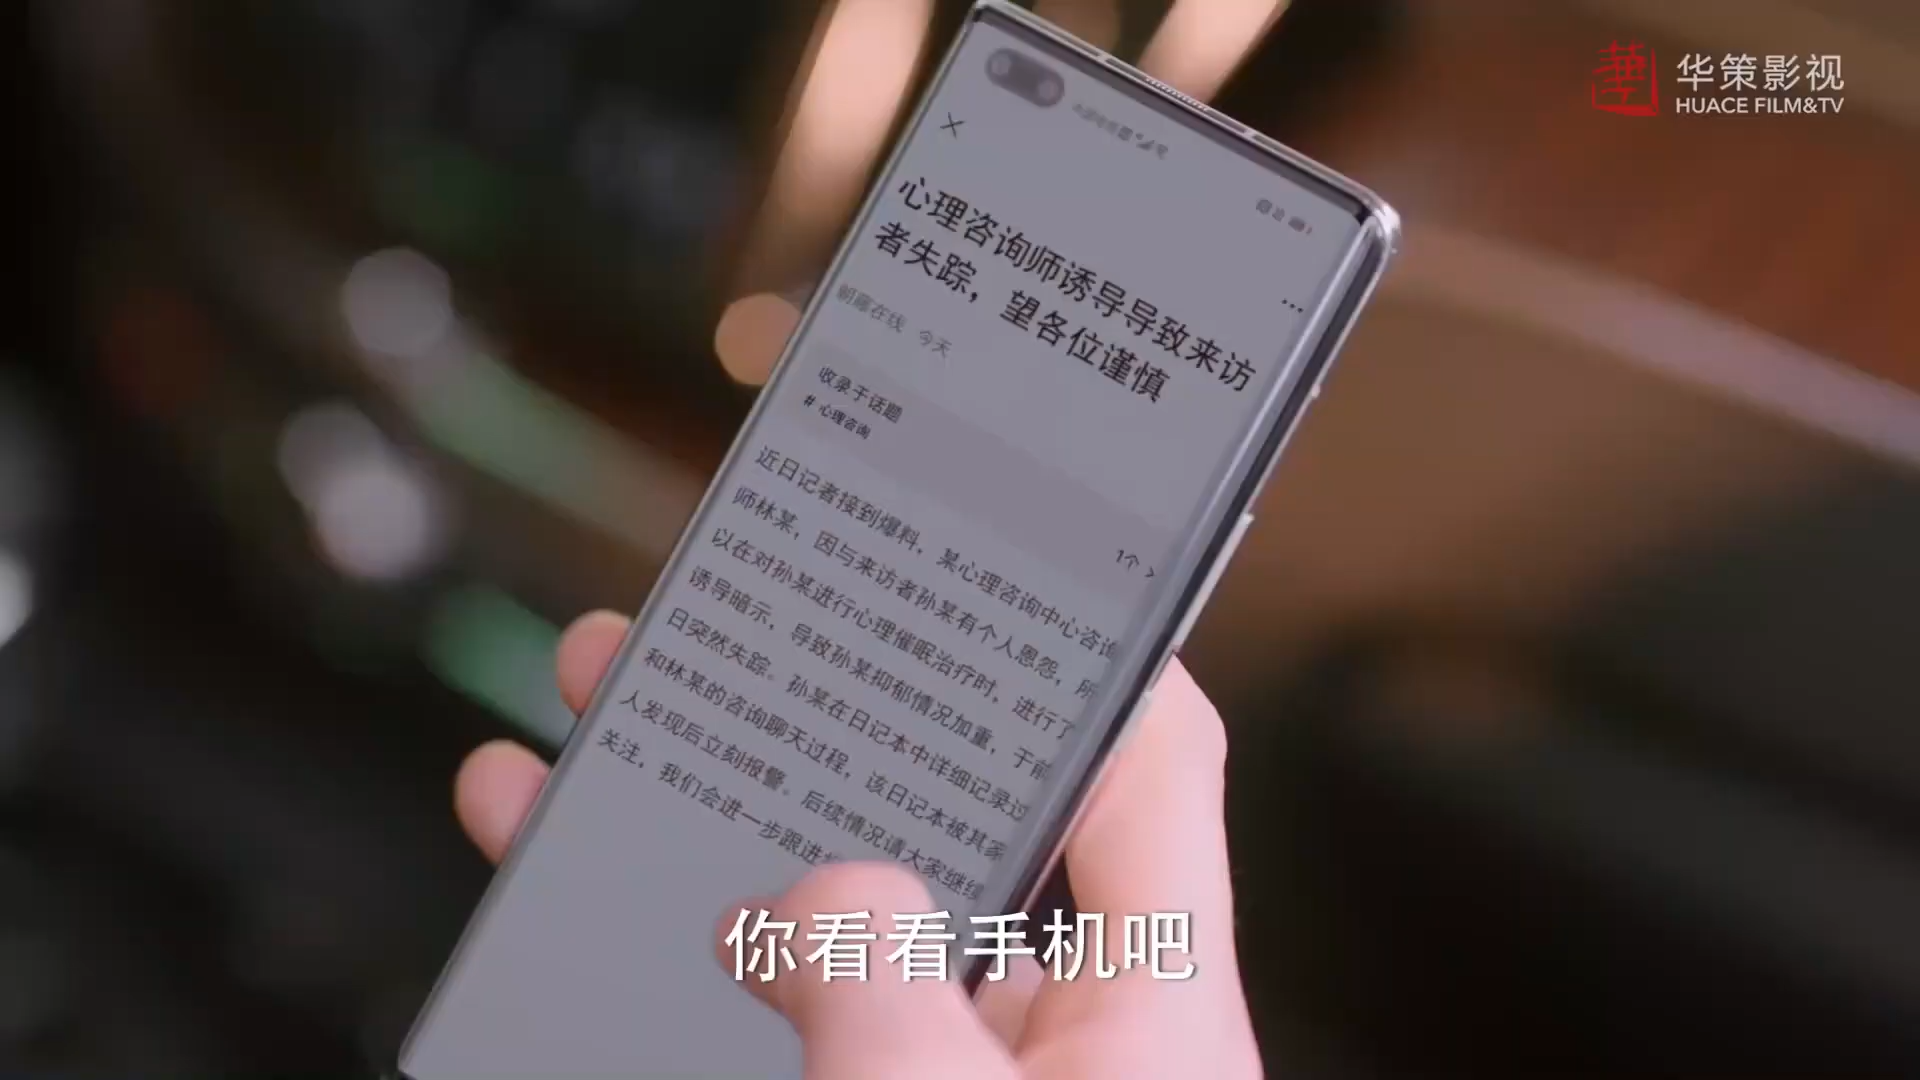 華 华策影视
HUACE FILM&TV
心理咨询师诱导导致来访
者失踪，望各位谨慎
朝露在线 今天
收录于话题
# 心理咨询
1个 >
近日记者接到爆料，某心理咨询中心咨询
师林某，因与来访者孙某有个人恩怨，所
以在对孙某进行心理催眠治疗时，进行了
诱导暗示，导致孙某抑郁情况加重，于前
日突然失踪。孙某在日记本中详细记录过
和林某的咨询聊天过程，该日记本被其家
人发现后立刻报警。后续情况请大家继续
关注，我们会进一步跟进
你看看手机吧